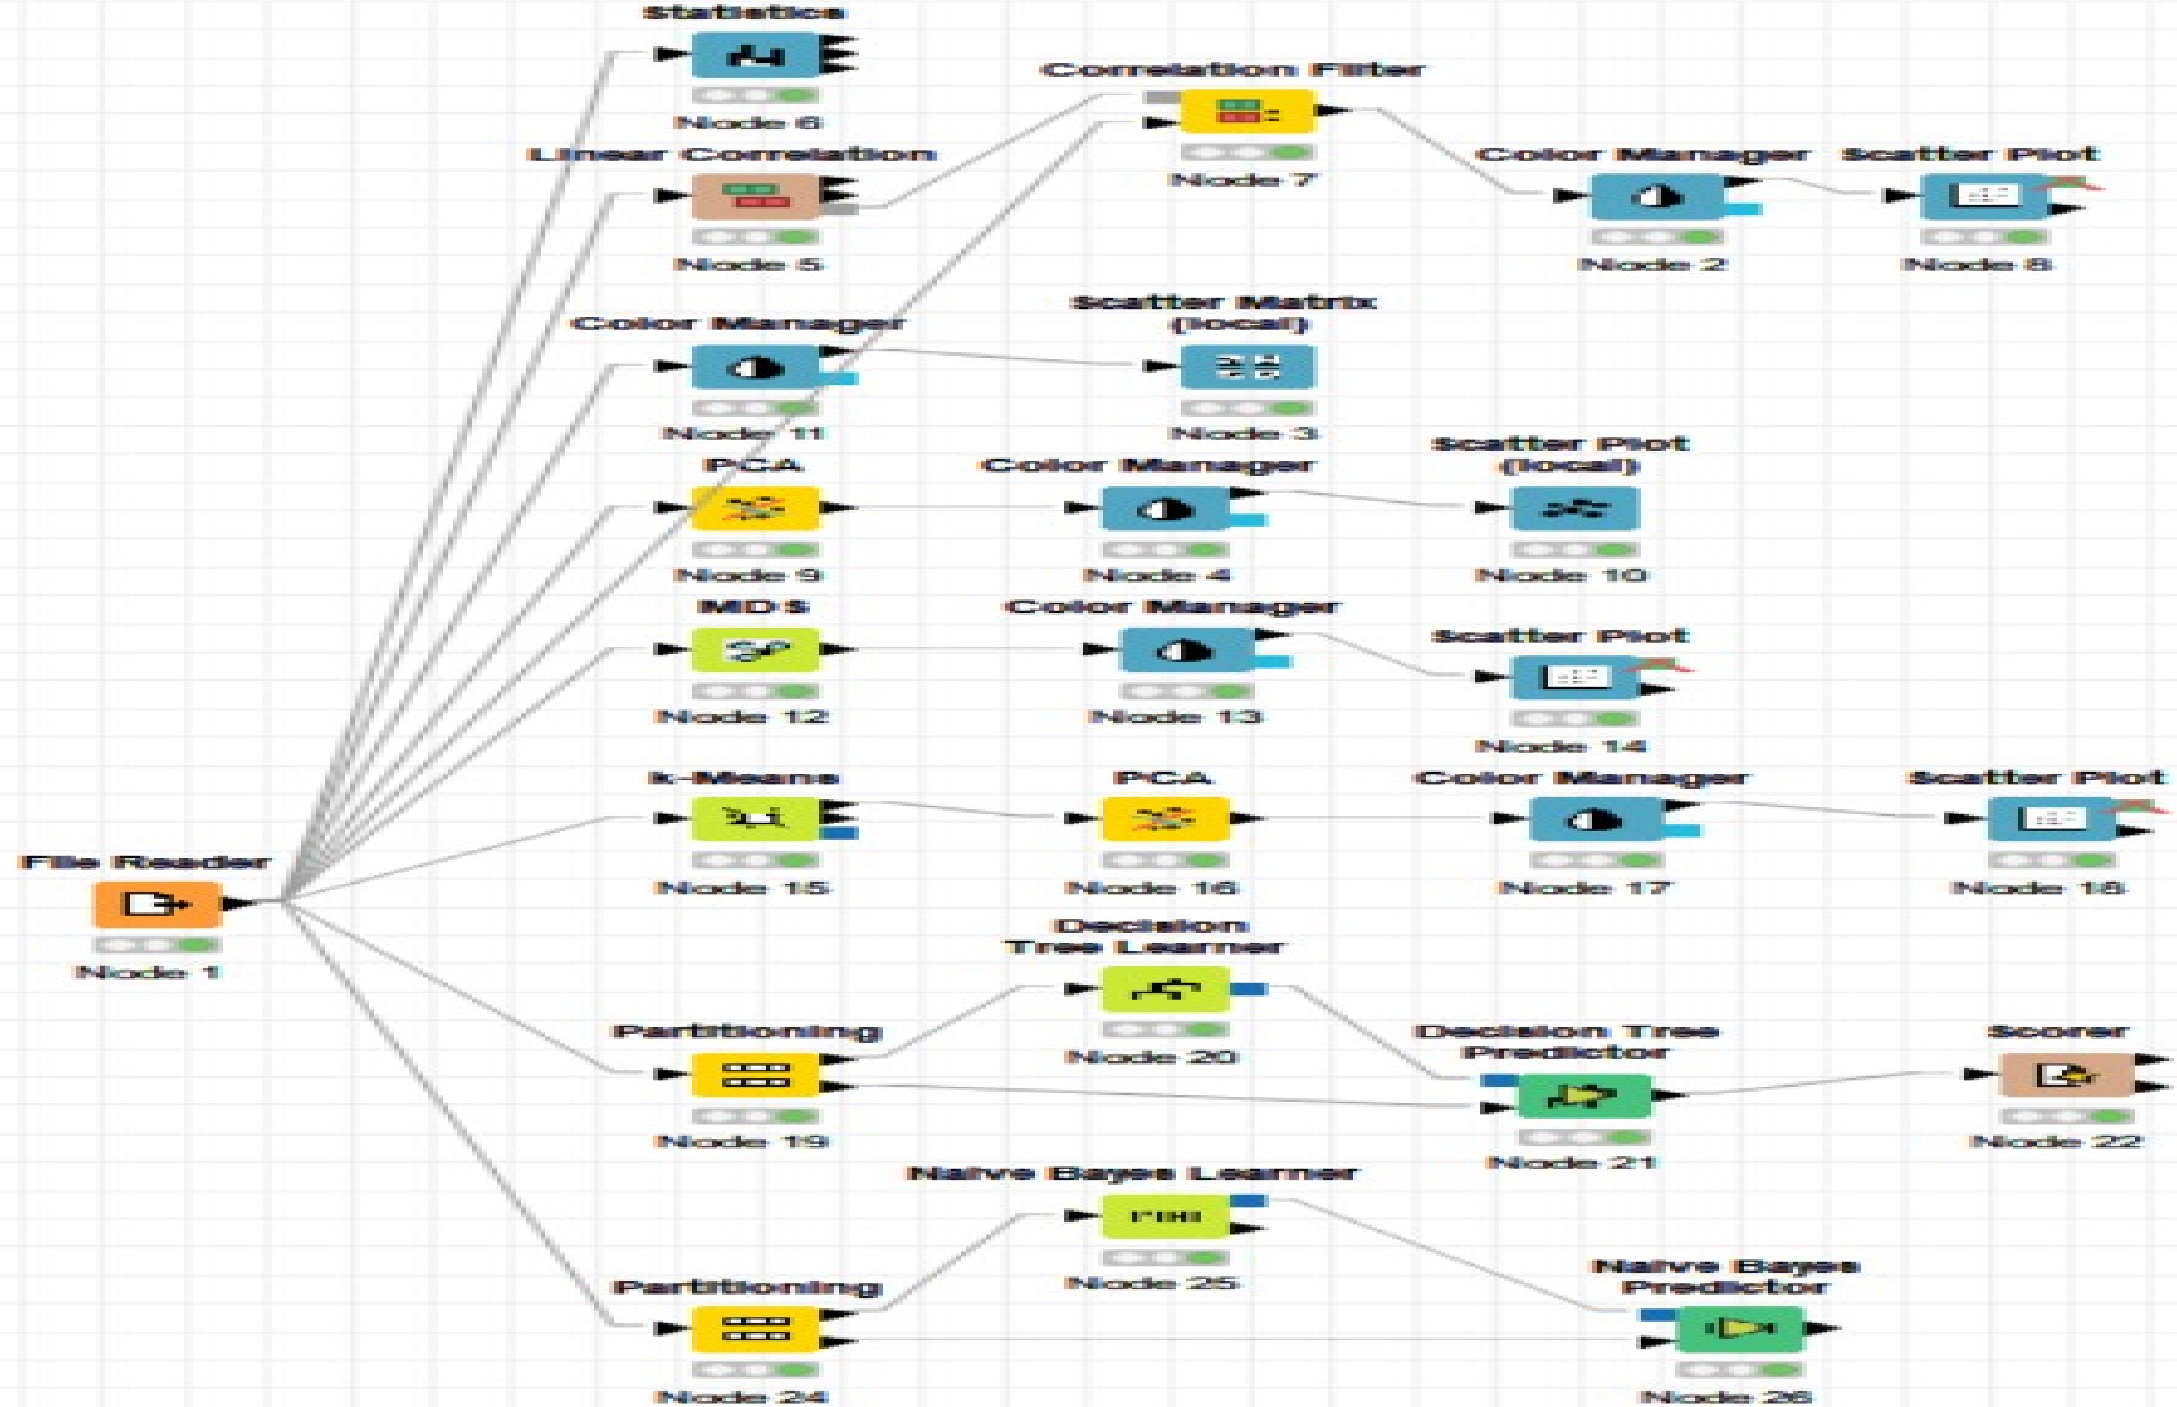 Statistics
Node 6
Correlation Filter
Node 7
Linear Correlation
Node 5
Color Manager
Node 2
Scatter Plot
Node 8
Color Manager
Node 11
Scatter Matrix
(local)
Node 3
PCA
Node 9
Color Manager
Node 4
Scatter Plot
(local)
Node 10
MDS
Node 12
Color Manager
Node 13
Scatter Plot
Node 14
k-Means
Node 15
PCA
Node 16
Color Manager
Node 17
Scatter Plot
Node 18
File Reader
Node 1
Decision
Tree Learner
Node 20
Partitioning
Node 19
Decision Tree
Predictor
Node 21
Scorer
Node 22
Naive Bayes Learner
Node 25
Partitioning
Node 24
Naive Bayes
Predictor
Node 26